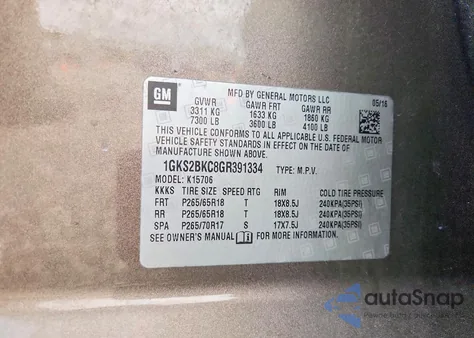 GM
MFD BY GENERAL MOTORS LLC
05/16
GVWR GAWR FRT GAWR RR
3311 KG 1633 KG 1860 KG
7300 LB 3600 LB 4100 LB
THIS VEHICLE CONFORMS TO ALL APPLICABLE U.S. FEDERAL MOTOR
VEHICLE SAFETY STANDARDS IN EFFECT ON THE DATE OF
MANUFACTURE SHOWN ABOVE.
1GKS2BKC8GR391334 TYPE: M.P.V.
MODEL: K15706
KKKS TIRE SIZE SPEED RTG RIM COLD TIRE PRESSURE
FRT P265/65R18 T 18X8.5J 240KPA(35PSI)
RR P265/65R18 T 18X8.5J 240KPA(35PSI)
SPA P265/70R17 S 17X7.5J 240KPA(35PSI)
SEE OWNER'S MANUAL FOR MORE INFORMATION.
autoSnap